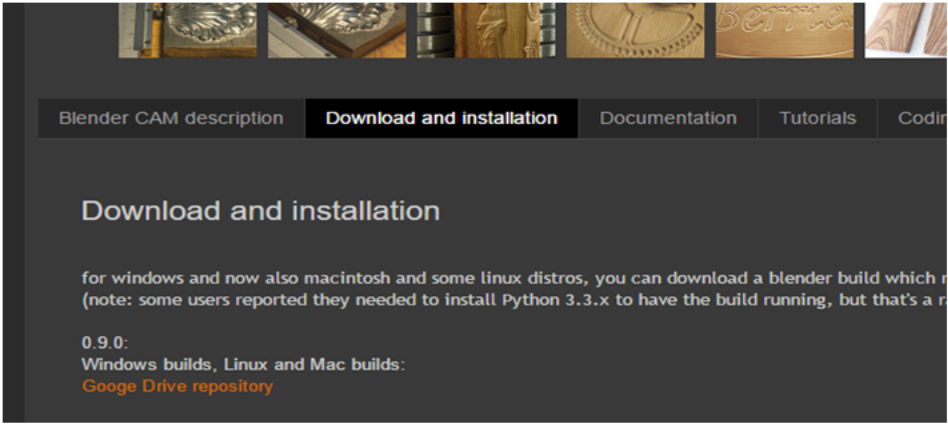 Berrie
Blender CAM description
Download and installation
Documentation
Tutorials
Download and installation
for windows and now also macintosh and some linux distros, you can download a blender build which
(note: some users reported they needed to install Python 3.3.x to have the build running, but that's a
0.9.0:
Windows builds, Linux and Mac builds:
Googe Drive repository